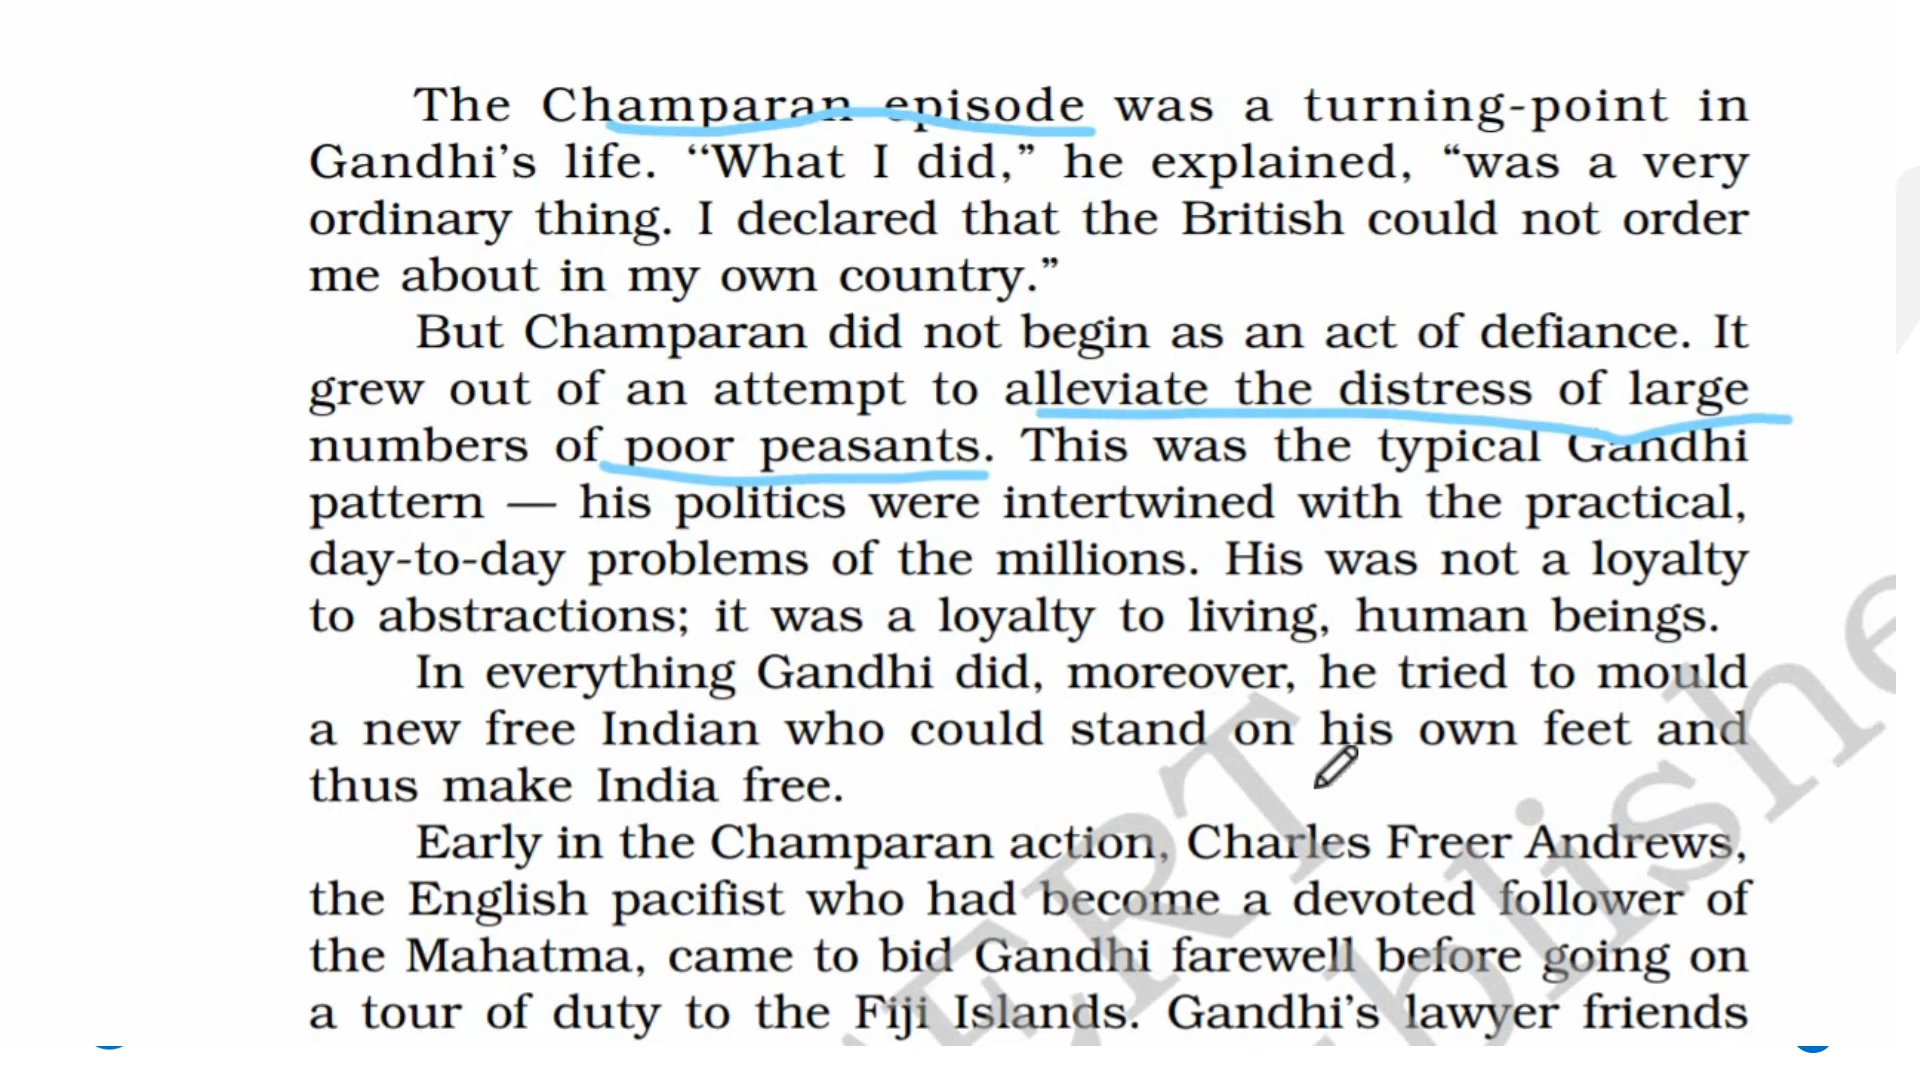 The Champaran episode was a turning-point in
Gandhi’s life. ‘‘What I did,” he explained, “was a very
ordinary thing. I declared that the British could not order
me about in my own country.”
But Champaran did not begin as an act of defiance. It
grew out of an attempt to alleviate the distress of large
numbers of poor peasants. This was the typical Gandhi
pattern — his politics were intertwined with the practical,
day-to-day problems of the millions. His was not a loyalty
to abstractions; it was a loyalty to living, human beings.
In everything Gandhi did, moreover, he tried to mould
a new free Indian who could stand on his own feet and
thus make India free.
Early in the Champaran action, Charles Freer Andrews,
the English pacifist who had become a devoted follower of
the Mahatma, came to bid Gandhi farewell before going on
a tour of duty to the Fiji Islands. Gandhi’s lawyer friends